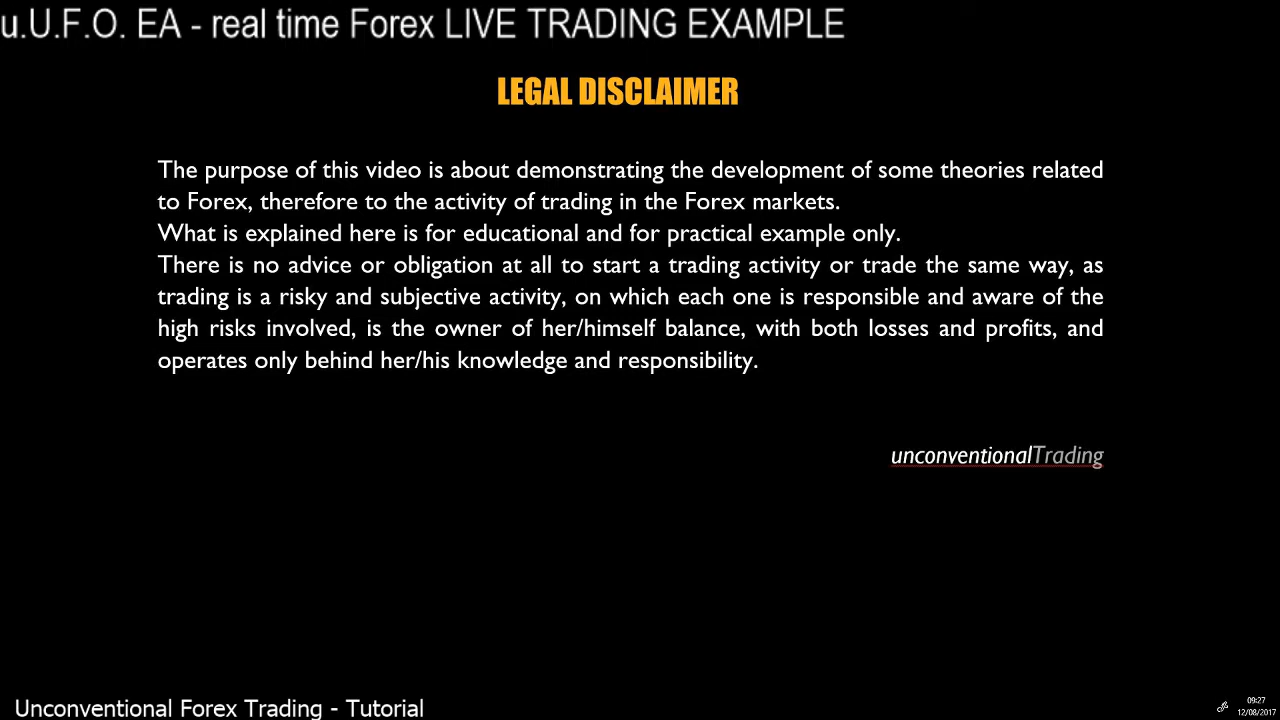 u.U.F.O. EA - real time Forex LIVE TRADING EXAMPLE
LEGAL DISCLAIMER
The purpose of this video is about demonstrating the development of some theories related
to Forex, therefore to the activity of trading in the Forex markets.
What is explained here is for educational and for practical example only.
There is no advice or obligation at all to start a trading activity or trade the same way, as
trading is a risky and subjective activity, on which each one is responsible and aware of the
high risks involved, is the owner of her/himself balance, with both losses and profits, and
operates only behind her/his knowledge and responsibility.
unconventionalTrading
Unconventional Forex Trading - Tutorial
09:27
12/08/2017